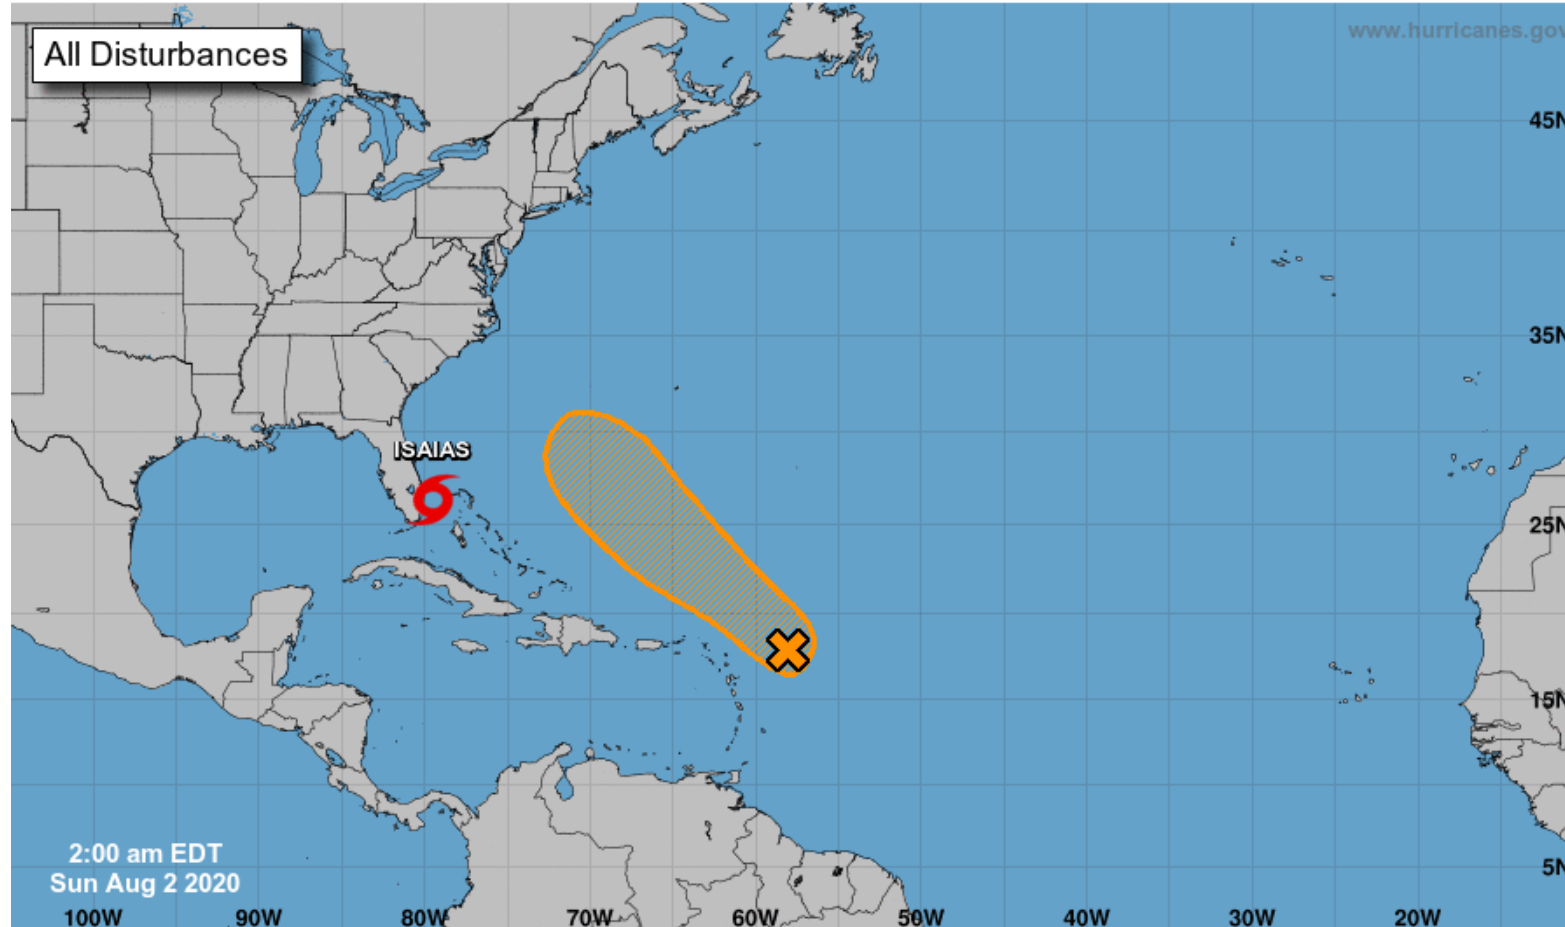 All Disturbances
www.hurricanes.gov
45N
35N
ISAIAS
25N
15N
2:00 am EDT
Sun Aug 2 2020
5N
100W 90W 80W 70W 60W 50W 40W 30W 20W